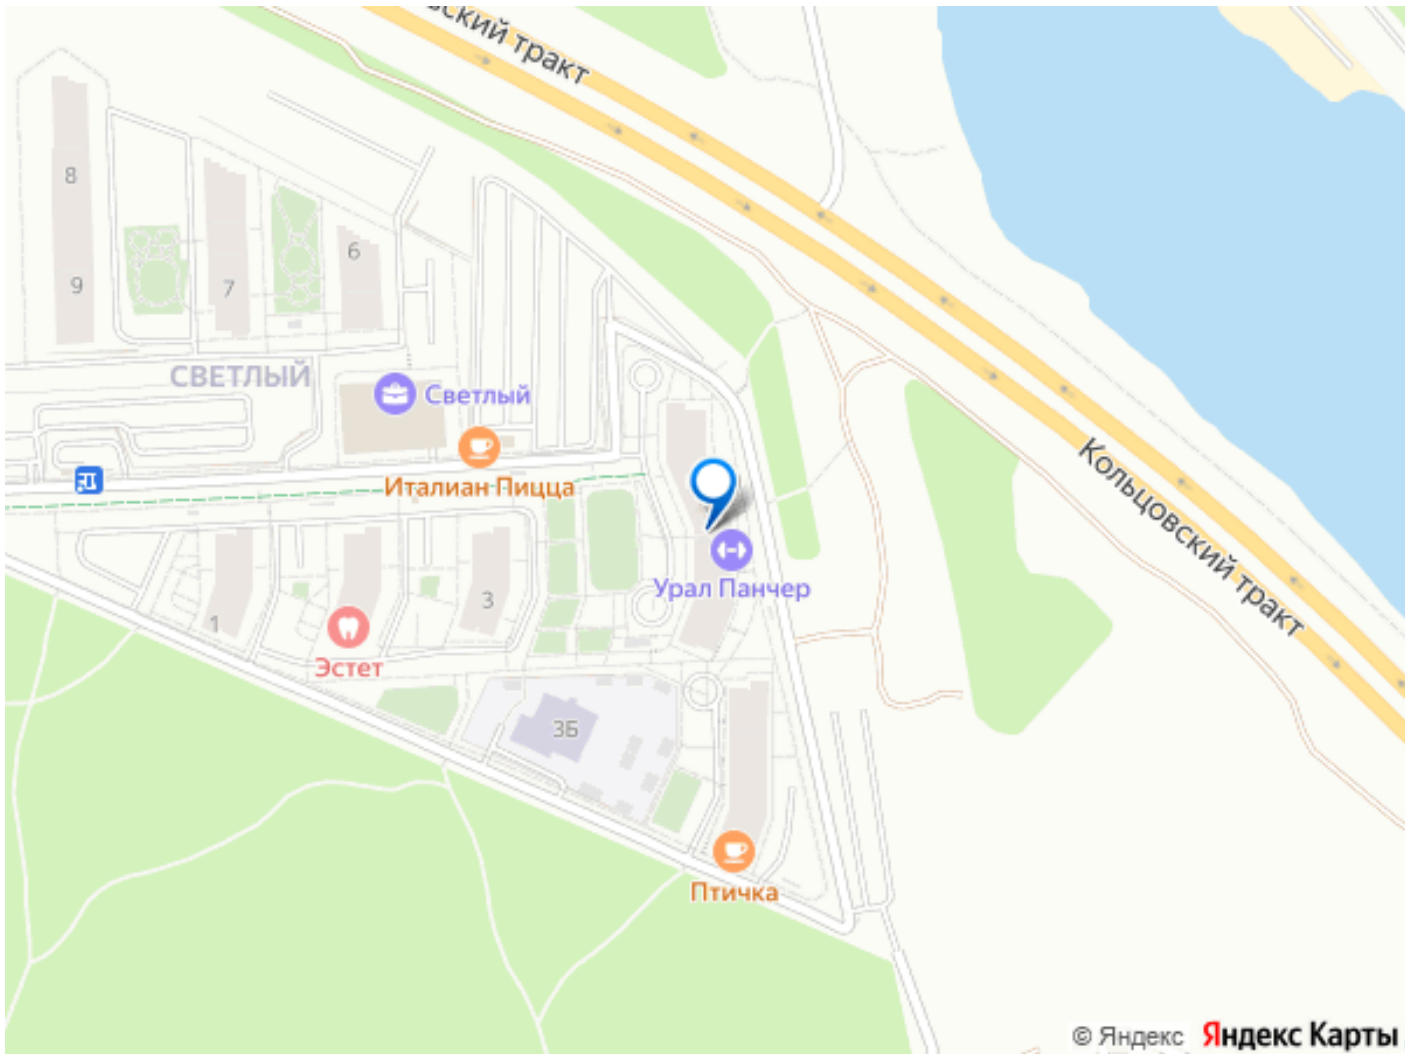 вский тракт
8
6
9
7
СВЕТЛЫЙ
Светлый
Италиан Пицца
Кольцовский тракт
Урал Панчер
3
1
Эстет
3Б
Птичка
© Яндекс Яндекс Карты